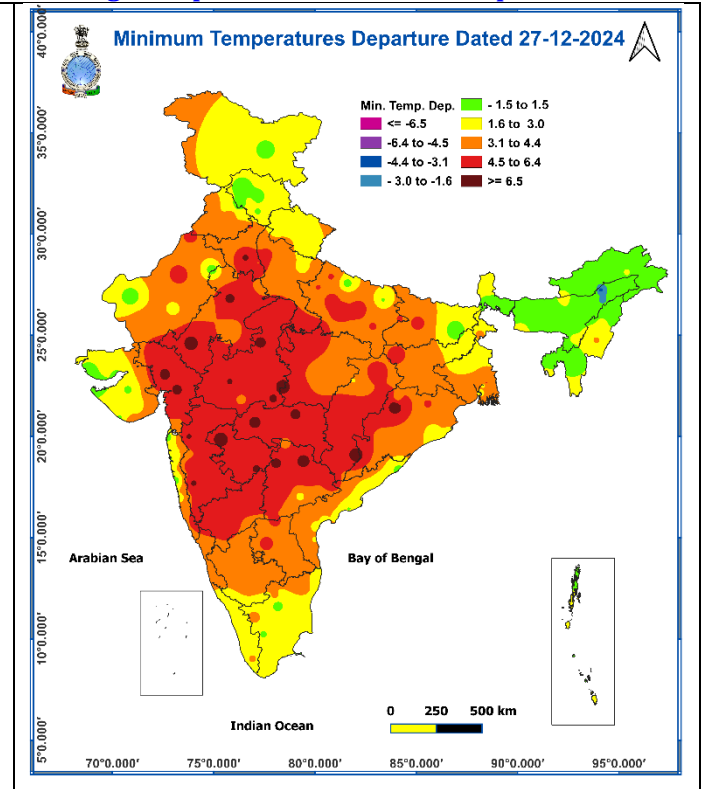 Minimum Temperatures Departure Dated 27-12-2024
Min. Temp. Dep.
<= -6.5
-6.4 to -4.5
-4.4 to -3.1
- 3.0 to -1.6
- 1.5 to 1.5
1.6 to 3.0
3.1 to 4.4
4.5 to 6.4
>= 6.5
40°0.000'
35°0.000'
30°0.000'
25°0.000'
20°0.000'
15°0.000'
10°0.000'
5°0.000'
Arabian Sea
Bay of Bengal
Indian Ocean
0 250 500 km
70°0.000' 75°0.000' 80°0.000' 85°0.000' 90°0.000' 95°0.000'